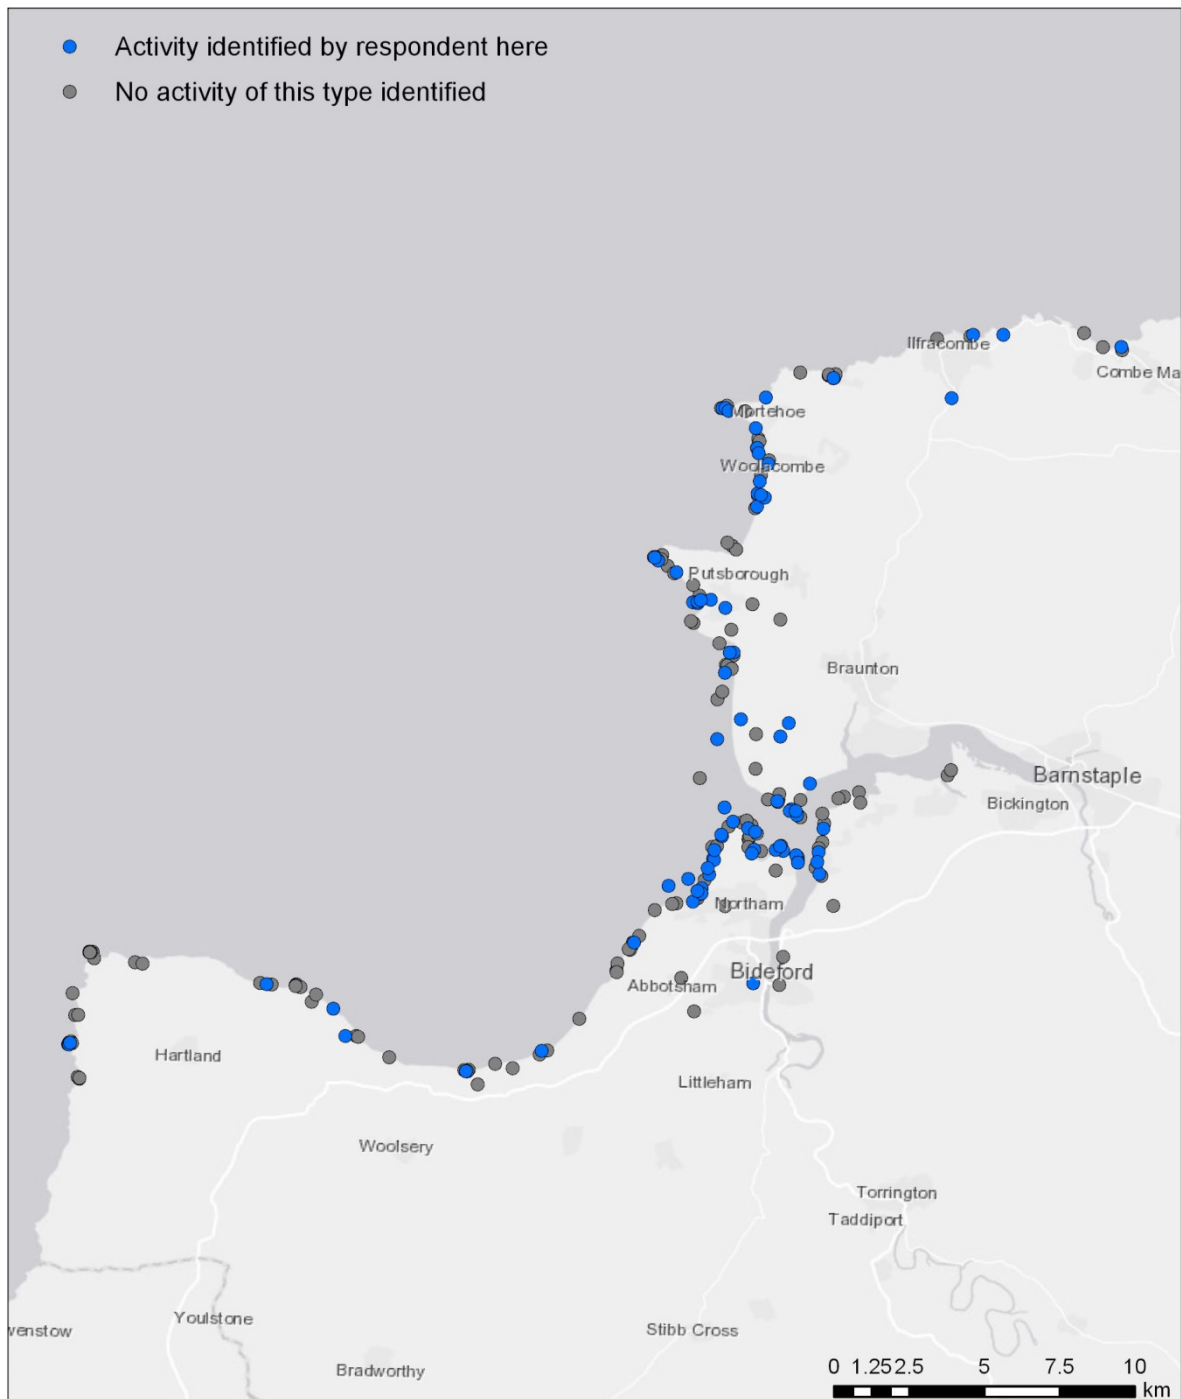 Activity identified by respondent here
No activity of this type identified
Ilfracombe
Combe Ma
Mortehoe
Woolacombe
Putsborough
Braunton
Barnstaple
Bickington
Northam
Bideford
Abbotsham
Hartland
Littleham
Woolsery
Torrington
Taddiport
Youlstone
wenstow
Stibb Cross
Bradworthy
0 1.25 2.5 5 7.5 10
km